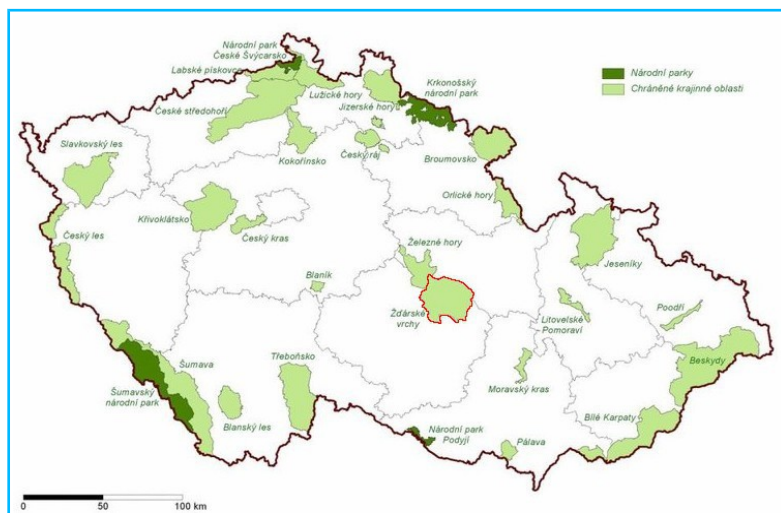 Národní park
České Švýcarsko
Labské pískovce
Lužické hory
Jizerské hory
Krkonošský
národní park
Národní parky
Chráněné krajinné oblasti
České středohoří
Slavkovský les
Kokořínsko
Český ráj
Broumovsko
Orlické hory
Křivoklátsko
Český kras
Český les
Železné hory
Jeseníky
Blaník
Žďárské
vrchy
Litovelské
Pomoraví
Poodří
Beskydy
Šumava
Třeboňsko
Moravský kras
Šumavský
národní park
Blanský les
Bílé Karpaty
Národní park
Podyjí
Pálava
0 50 100 km